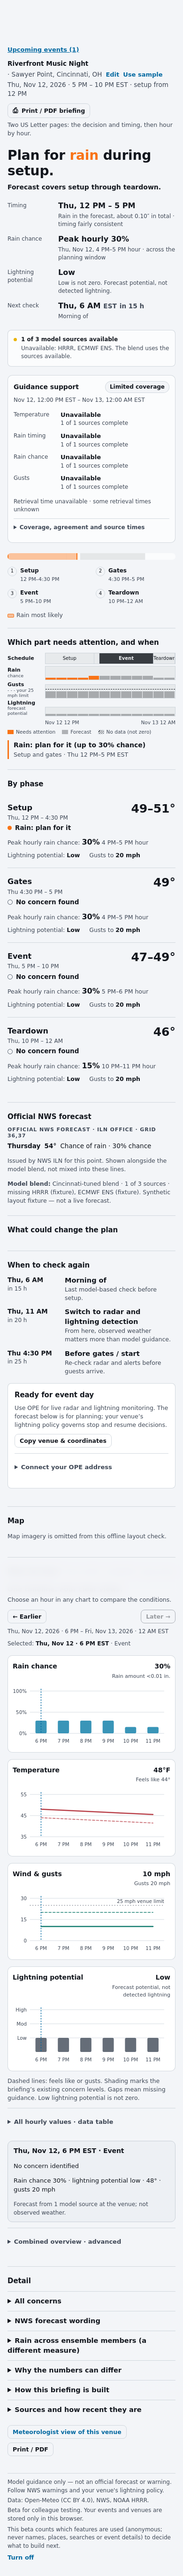 Upcoming events (1)
Riverfront Music Night
· Sawyer Point, Cincinnati, OH Edit Use sample
Thu, Nov 12, 2026 · 5 PM – 10 PM · setup from
12 PM
Print / PDF briefing
Two US Letter pages: the decision and timing, then hour
by hour.
Plan for rain during
setup.
Forecast covers setup through teardown.
Timing
Thu, 12 PM – 5 PM
Rain in the forecast, about 0.10″ in total ·
timing fairly consistent
Rain chance
Peak hourly 30%
Thu, Nov 12, 4 PM–5 PM hour · across the
planning window
Lightning
potential
Low
Low is not zero. Forecast potential, not
detected lightning.
Next check
Thu, 6 AM EST in 15 h
Morning of
1 of 3 model sources available
Unavailable: HRRR, ECMWF ENS. The blend uses the
sources available.
Guidance support Limited coverage
Nov 12, 12:00 PM EST – Nov 13, 12:00 AM EST
Temperature
Unavailable
1 of 1 sources complete
Rain timing
Unavailable
1 of 1 sources complete
Rain chance
Unavailable
1 of 1 sources complete
Gusts
Unavailable
1 of 1 sources complete
Retrieval time unavailable · some retrieval times
unknown
▸ Coverage, agreement and source times
1 Setup
12 PM–4:30 PM
2 Gates
4:30 PM–5 PM
3 Event
5 PM–10 PM
4 Teardown
10 PM–12 AM
Rain most likely
Which part needs attention, and when
Schedule Setup Event Teardown
Rain
chance
Gusts
- - - your 25
mph limit
Lightning
forecast
potential
Nov 12 12 PM Nov 13 12 AM
Needs attention Forecast No data (not zero)
Rain: plan for it (up to 30% chance)
Setup and gates · Thu 12 PM–5 PM EST
By phase
Setup 49–51°
Thu, 12 PM – 4:30 PM
Rain: plan for it
Peak hourly rain chance: 30% 4 PM–5 PM hour
Lightning potential: Low Gusts to 20 mph
Gates 49°
Thu 4:30 PM – 5 PM
No concern found
Peak hourly rain chance: 30% 4 PM–5 PM hour
Lightning potential: Low Gusts to 20 mph
Event 47–49°
Thu, 5 PM – 10 PM
No concern found
Peak hourly rain chance: 30% 5 PM–6 PM hour
Lightning potential: Low Gusts to 20 mph
Teardown 46°
Thu, 10 PM – 12 AM
No concern found
Peak hourly rain chance: 15% 10 PM–11 PM hour
Lightning potential: Low Gusts to 20 mph
Official NWS forecast
OFFICIAL NWS FORECAST · ILN OFFICE · GRID
36,37
Thursday 54° Chance of rain · 30% chance
Issued by NWS ILN for this point. Shown alongside the
model blend, not mixed into these lines.
Model blend: Cincinnati-tuned blend · 1 of 3 sources ·
missing HRRR (fixture), ECMWF ENS (fixture). Synthetic
layout fixture — not a live forecast.
What could change the plan
When to check again
Thu, 6 AM
in 15 h
Morning of
Last model-based check before
setup.
Thu, 11 AM
in 20 h
Switch to radar and
lightning detection
From here, observed weather
matters more than model guidance.
Thu 4:30 PM
in 25 h
Before gates / start
Re-check radar and alerts before
guests arrive.
Ready for event day
Use OPE for live radar and lightning monitoring. The
forecast below is for planning; your venue’s
lightning policy governs stop and resume decisions.
Copy venue & coordinates
▸ Connect your OPE address
Map
Map imagery is omitted from this offline layout check.
Choose an hour in any chart to compare the conditions.
← Earlier Later →
Thu, Nov 12, 2026 · 6 PM – Fri, Nov 13, 2026 · 12 AM EST
Selected: Thu, Nov 12 · 6 PM EST · Event
Rain chance 30%
Rain amount <0.01 in.
100%
50%
0%
6 PM 7 PM 8 PM 9 PM 10 PM 11 PM
Temperature 48°F
Feels like 44°
55
45
35
6 PM 7 PM 8 PM 9 PM 10 PM 11 PM
Wind & gusts 10 mph
Gusts 20 mph
30
25 mph venue limit
15
0
6 PM 7 PM 8 PM 9 PM 10 PM 11 PM
Lightning potential Low
Forecast potential, not
detected lightning
High
Mod
Low
6 PM 7 PM 8 PM 9 PM 10 PM 11 PM
Dashed lines: feels like or gusts. Shading marks the
briefing’s existing concern levels. Gaps mean missing
guidance. Low lightning potential is not zero.
▸ All hourly values · data table
Thu, Nov 12, 6 PM EST · Event
No concern identified
Rain chance 30% · lightning potential low · 48° ·
gusts 20 mph
Forecast from 1 model source at the venue; not
observed weather.
▸ Combined overview · advanced
Detail
▸ All concerns
▸ NWS forecast wording
▸ Rain across ensemble members (a
different measure)
▸ Why the numbers can differ
▸ How this briefing is built
▸ Sources and how recent they are
Meteorologist view of this venue
Print / PDF
Model guidance only — not an official forecast or warning.
Follow NWS warnings and your venue’s lightning policy.
Data: Open-Meteo (CC BY 4.0), NWS, NOAA HRRR.
Beta for colleague testing. Your events and venues are
stored only in this browser.
This beta counts which features are used (anonymous;
never names, places, searches or event details) to decide
what to build next.
Turn off